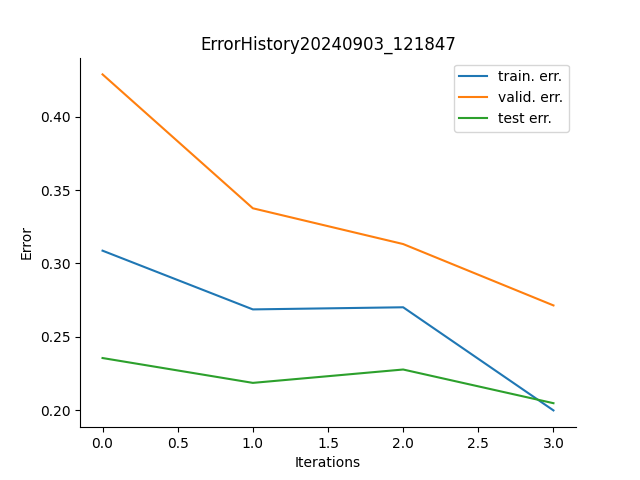 ErrorHistory20240903_121847
train. err.
valid. err.
test err.
0.40
0.35
0.30
0.25
0.20
Error
0.0 0.5 1.0 1.5 2.0 2.5 3.0
Iterations